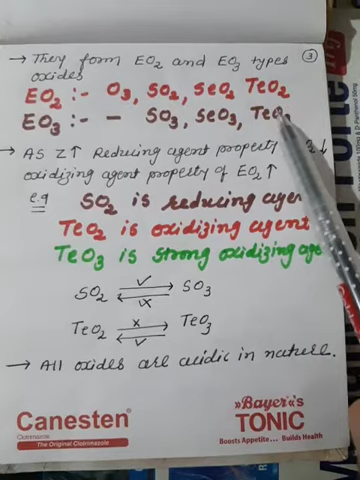 ③
→ They form EO₂ and EO₃ types
oxides
EO₂ :- O₃, SO₂, SeO₂ TeO₂
EO₃ :- - SO₃, SeO₃,
→ AS Z↑ Reducing agent property ↓
oxidizing agent property of EO₂ ↑
e.g SO₂ is reducing
TeO₂ is oxidizing agent
TeO₃ is strong oxidizing
SO₂ ⇌ SO₃
TeO₂ ⇌ TeO₃
→ All oxides are acidic in nature.
Canesten®
Clotrimazole
The Original Clotrimazole
»Bayer's
TONIC
Boosts Appetite... Builds Health